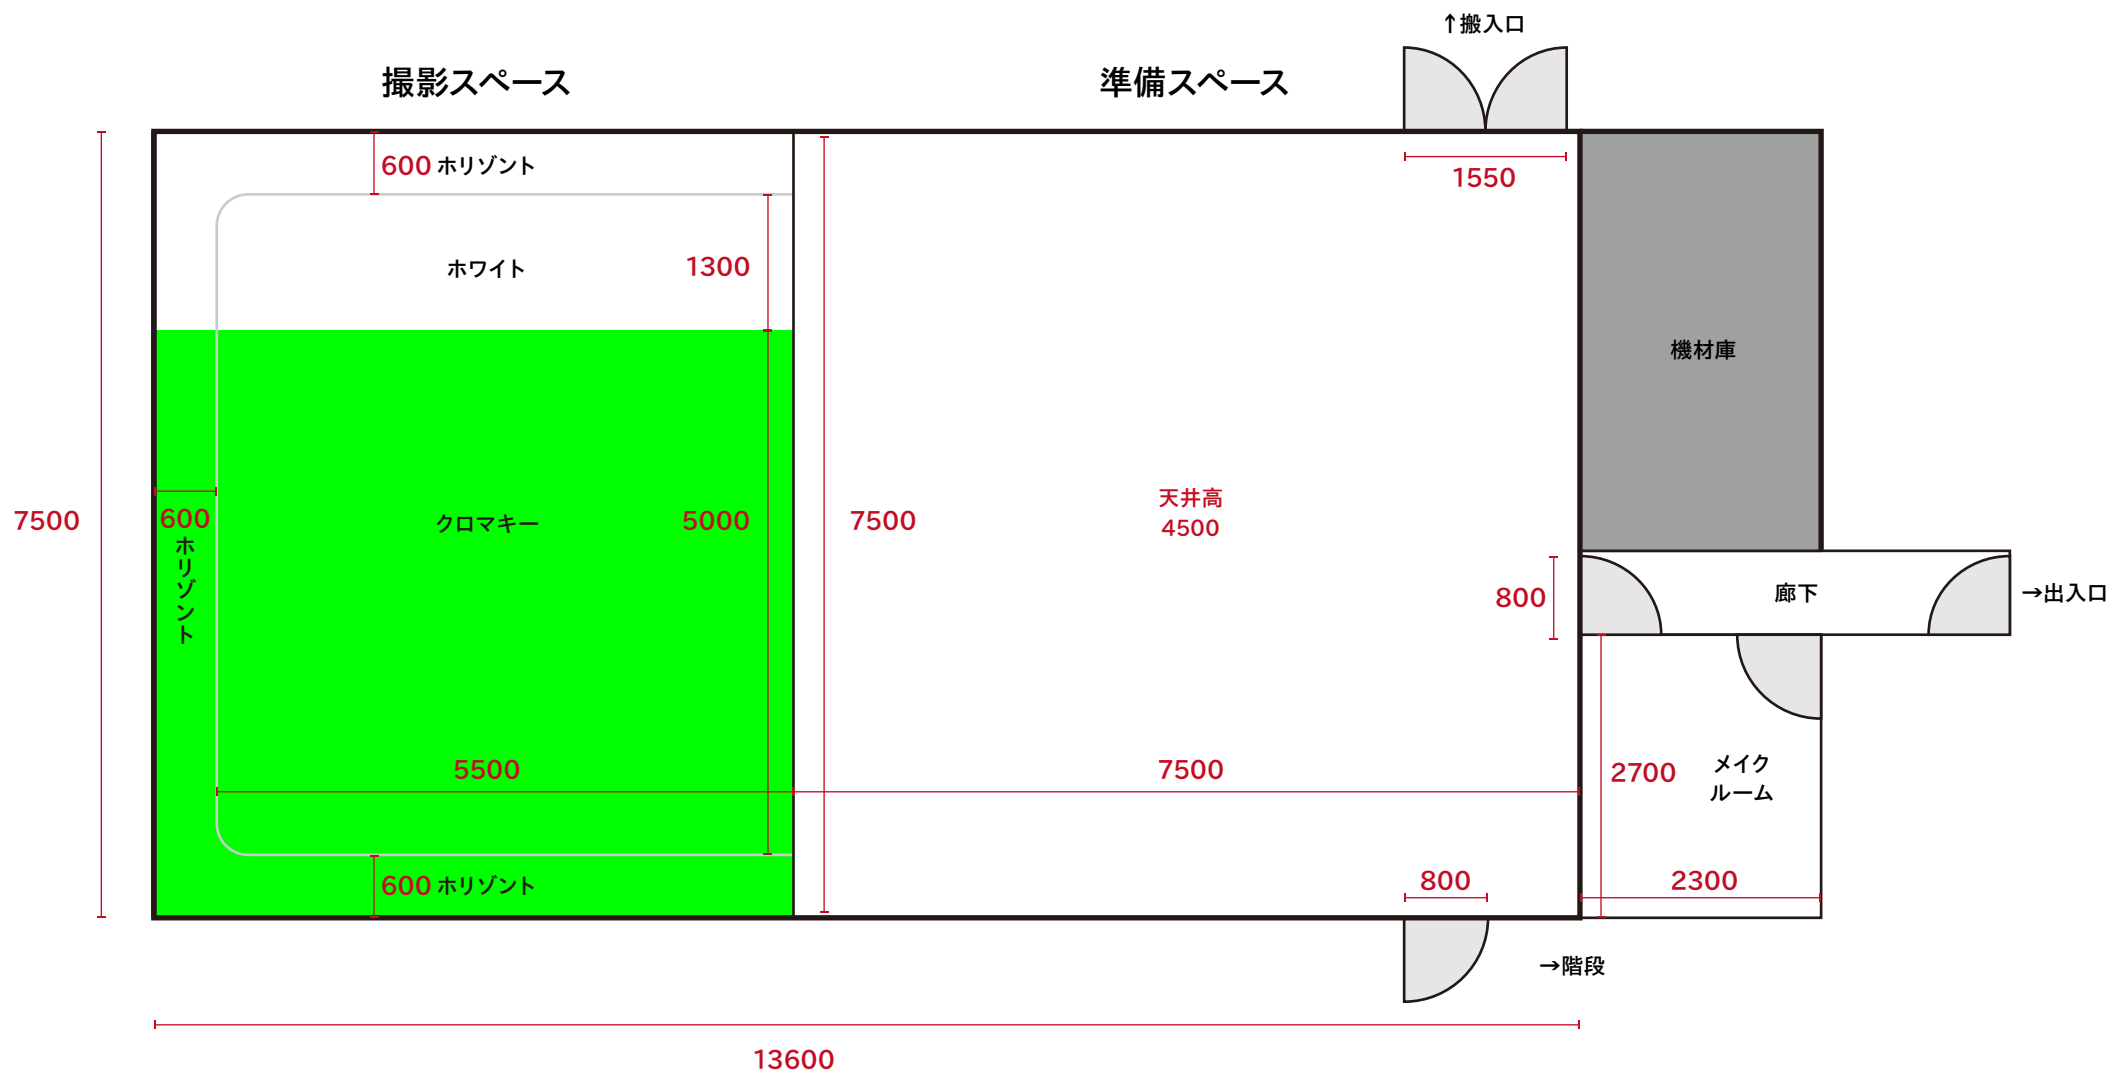 ↑搬入口
撮影スペース
準備スペース
600 ホリゾント
1550
ホワイト
1300
機材庫
7500
600
ホリゾント
クロマキー
5000
7500
天井高
4500
800
廊下
→出入口
5500
7500
2700
メイク
ルーム
600 ホリゾント
800
2300
→階段
13600